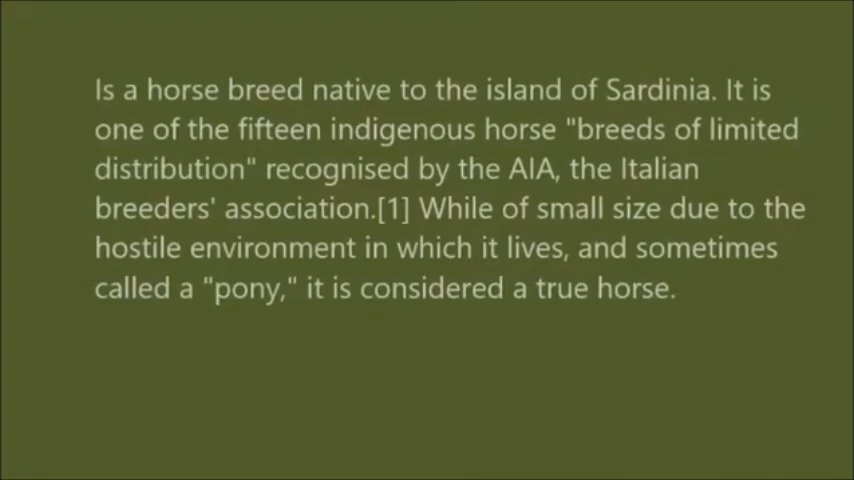 Is a horse breed native to the island of Sardinia. It is
one of the fifteen indigenous horse "breeds of limited
distribution" recognised by the AIA, the Italian
breeders' association.[1] While of small size due to the
hostile environment in which it lives, and sometimes
called a "pony," it is considered a true horse.